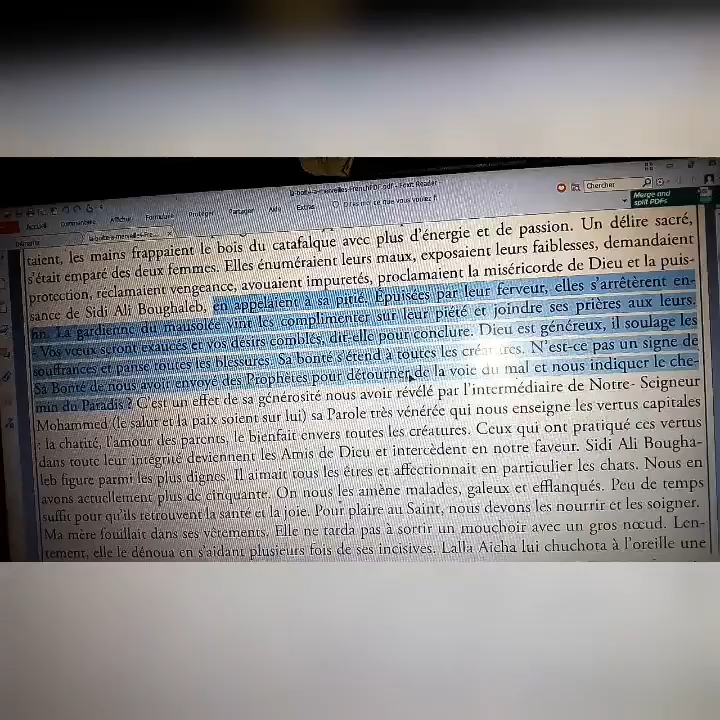 la-boite-a-merveilles-FrenchPDF.pdf - Foxit Reader
Accueil Commentaire Afficher Formulaire Protéger Partager Aide Extras Chercher
Merge and
split PDFs
Démarrer la-boite-a-merveilles-Fre...
taient, les mains frappaient le bois du catafalque avec plus d'énergie et de passion. Un délire sacré,
s'était emparé des deux femmes. Elles énuméraient leurs maux, exposaient leurs faiblesses, demandaient
protection, réclamaient vengeance, avouaient impuretés, proclamaient la miséricorde de Dieu et la puis-
sance de Sidi Ali Boughaleb, en appelaient à sa pitié. Épuisées par leur ferveur, elles s'arrêtèrent en-
fin. La gardienne du mausolée vint les complimenter sur leur piété et joindre ses prières aux leurs.
- Vos vœux seront exaucés et vos désirs comblés, dit-elle pour conclure. Dieu est généreux, il soulage les
souffrances et panse toutes les blessures. Sa bonté s'étend à toutes les créatures. N'est-ce pas un signe de
Sa Bonté de nous avoir envoyé des Prophètes pour détourner de la voie du mal et nous indiquer le che-
min du Paradis ? C'est un effet de sa générosité nous avoir révélé par l'intermédiaire de Notre- Seigneur
Mohammed (le salut et la paix soient sur lui) sa Parole très vénérée qui nous enseigne les vertus capitales
: la charité, l'amour des parents, le bienfait envers toutes les créatures. Ceux qui ont pratiqué ces vertus
dans toute leur intégrité deviennent les Amis de Dieu et intercèdent en notre faveur. Sidi Ali Bougha-
leb figure parmi les plus dignes. Il aimait tous les êtres et affectionnait en particulier les chats. Nous en
avons actuellement plus de cinquante. On nous les amène malades, galeux et efflanqués. Peu de temps
suffit pour qu'ils retrouvent la santé et la joie. Pour plaire au Saint, nous devons les nourrir et les soigner.
Ma mère fouillait dans ses vêtements. Elle ne tarda pas à sortir un mouchoir avec un gros nœud. Len-
tement, elle le dénoua en s'aidant plusieurs fois de ses incisives. Lalla Aicha lui chuchota à l'oreille une